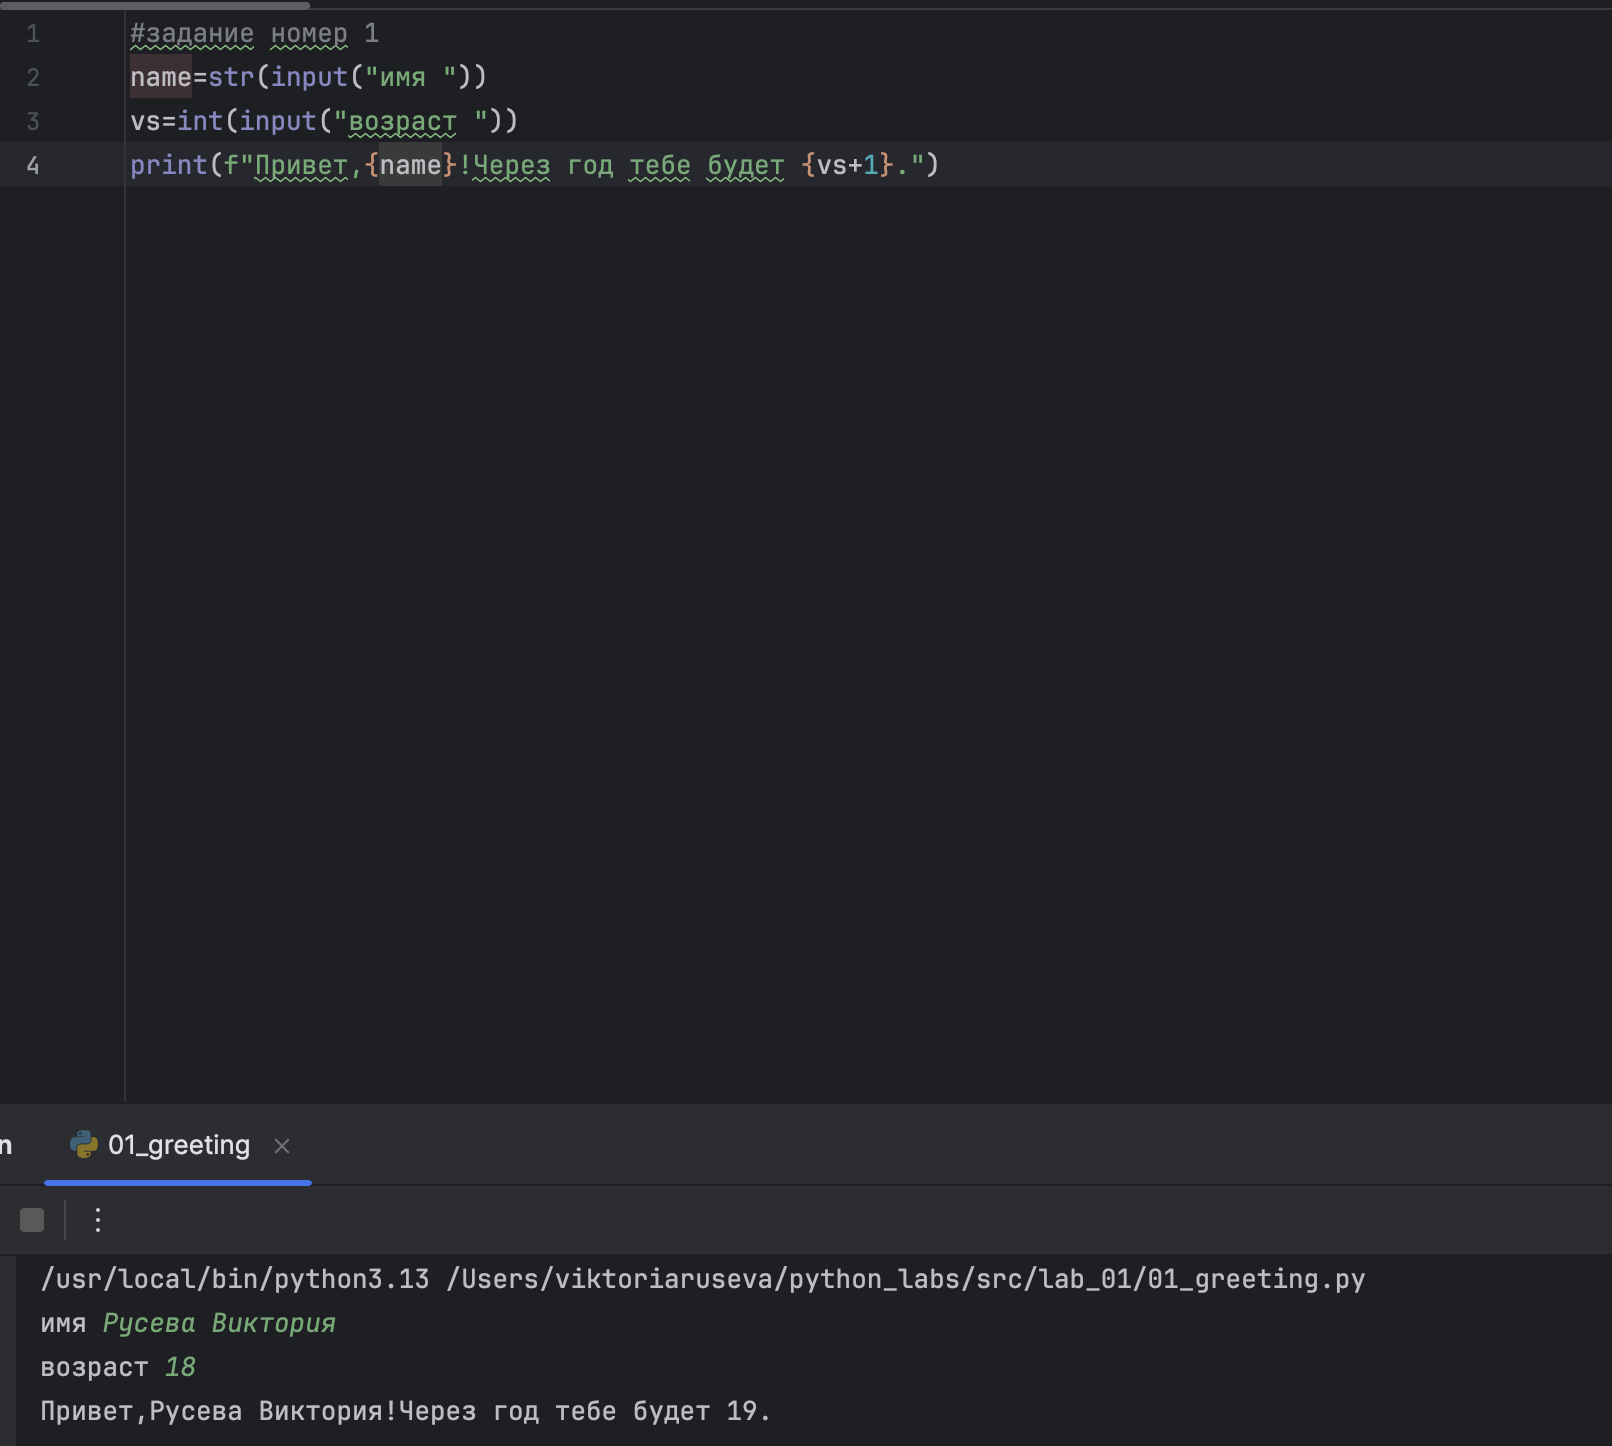 1 #задание номер 1
2 name=str(input("имя "))
3 vs=int(input("возраст "))
4 print(f"Привет,{name}!Через год тебе будет {vs+1}.")
n 01_greeting
/usr/local/bin/python3.13 /Users/viktoriaruseva/python_labs/src/lab_01/01_greeting.py
имя Русева Виктория
возраст 18
Привет,Русева Виктория!Через год тебе будет 19.